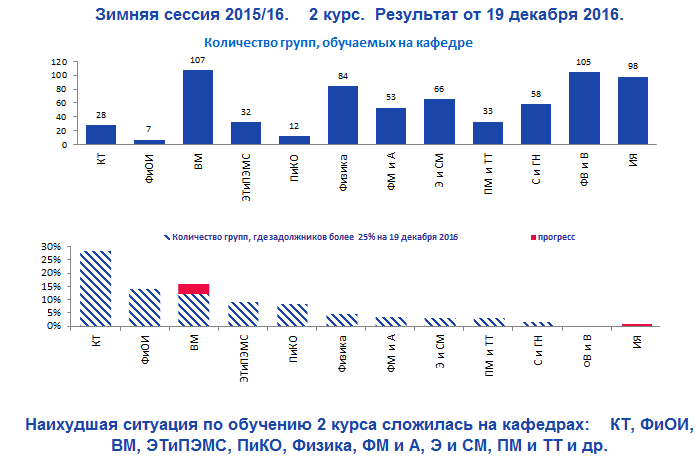 Зимняя сессия 2015/16. 2 курс. Результат от 19 декабря 2016.
Количество групп, обучаемых на кафедре
120
100
80
60
40
20
0
28
7
107
32
12
84
53
66
33
58
105
98
КТ
ФиОИ
ВМ
ЭТиПЭМС
ПиКО
Физика
ФМ и А
Э и СМ
ПМ и ТТ
С и ГН
ФВ и В
ИЯ
Количество групп, где задолжников более 25% на 19 декабря 2016
прогресс
30%
25%
20%
15%
10%
5%
0%
КТ
ФиОИ
ВМ
ЭТиПЭМС
ПиКО
Физика
ФМ и А
Э и СМ
ПМ и ТТ
С и ГН
ФВ и В
ИЯ
Наихудшая ситуация по обучению 2 курса сложилась на кафедрах: КТ, ФиОИ,
ВМ, ЭТиПЭМС, ПиКО, Физика, ФМ и А, Э и СМ, ПМ и ТТ и др.